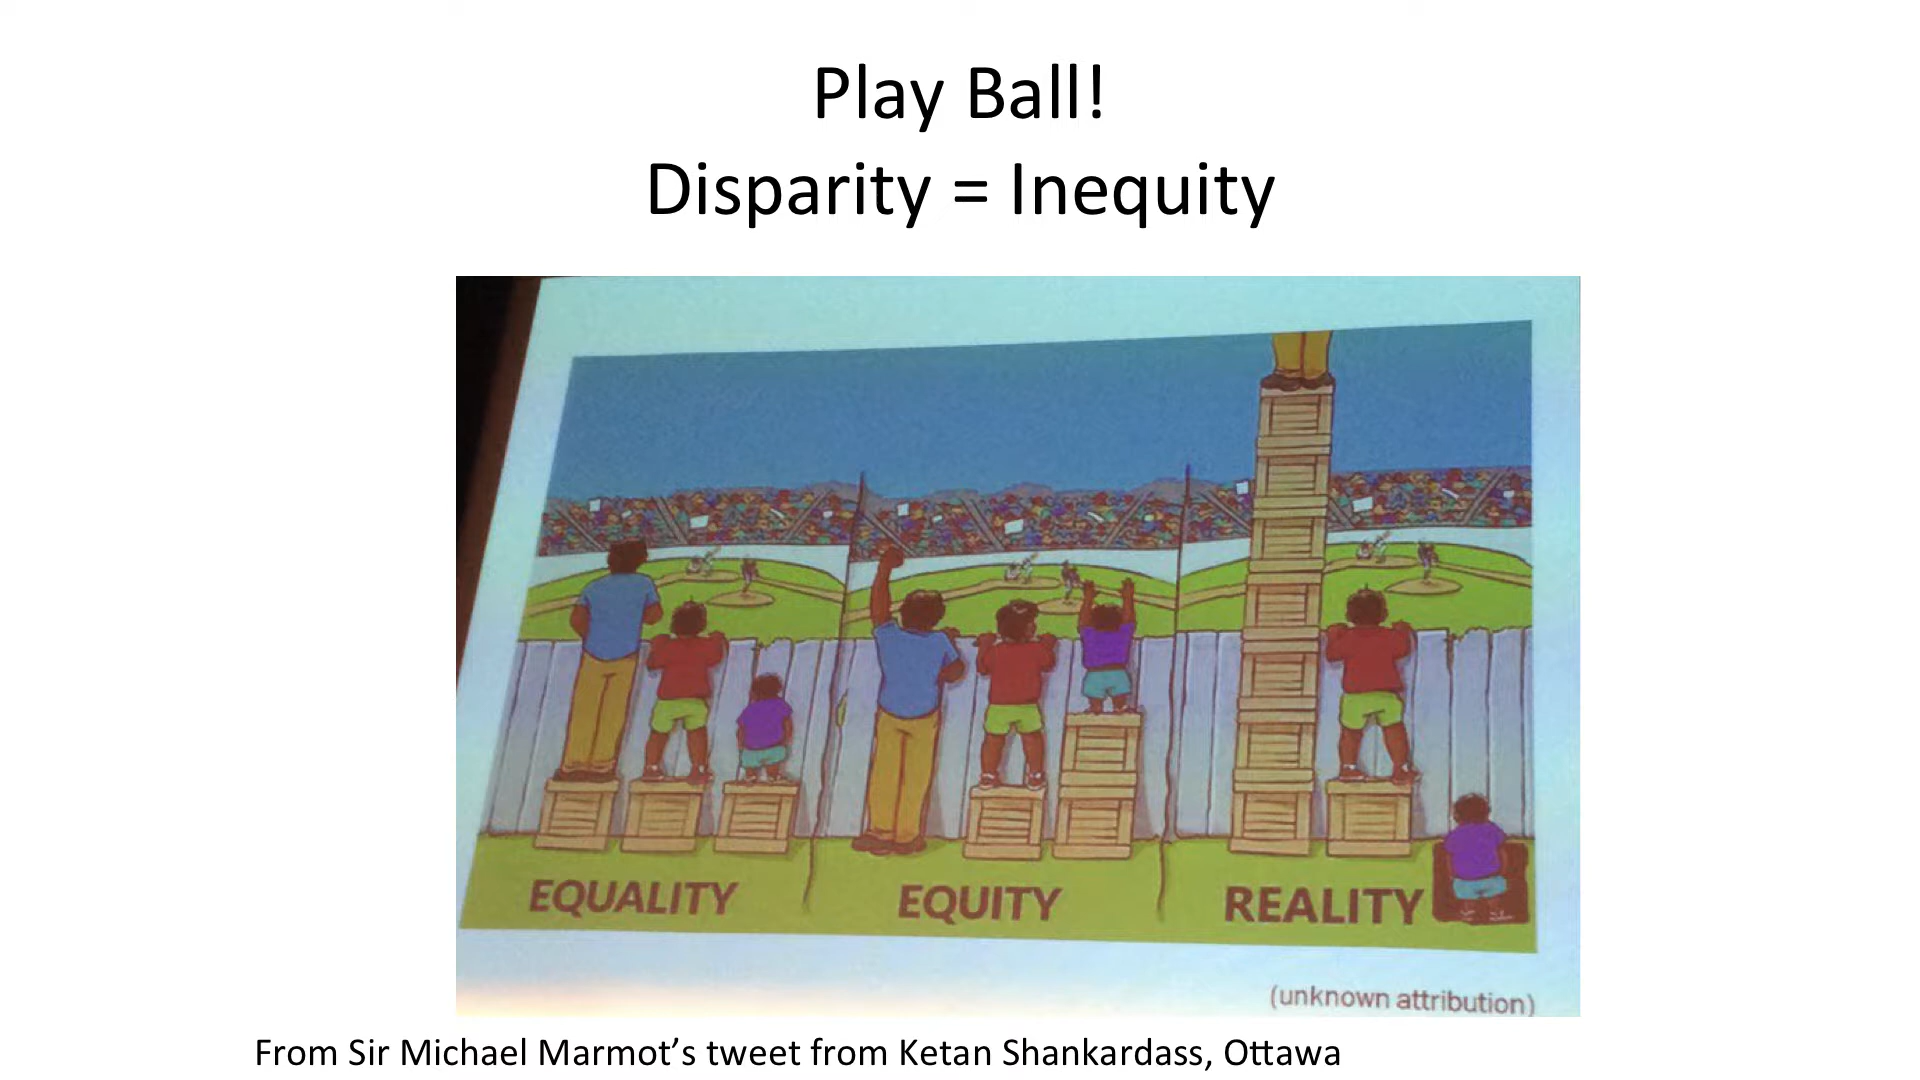 Play Ball!
Disparity = Inequity
EQUALITY
EQUITY
REALITY
(unknown attribution)
From Sir Michael Marmot’s tweet from Ketan Shankardass, Ottawa